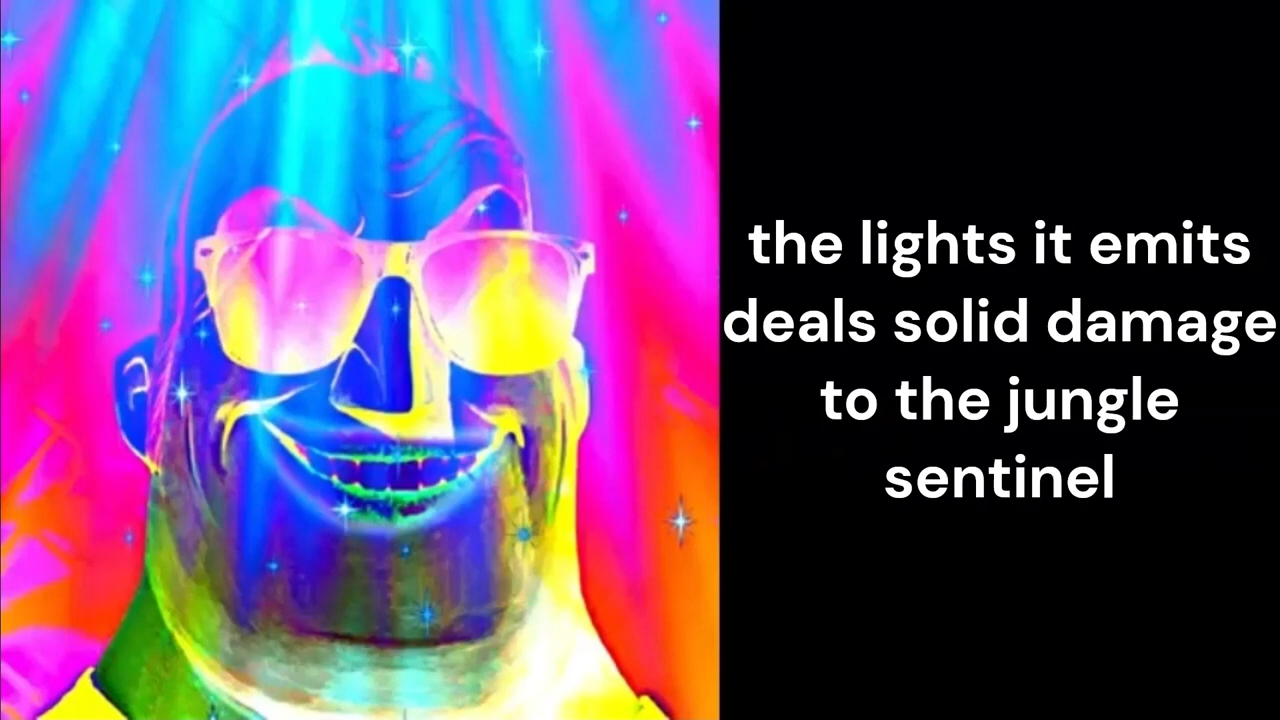 the lights it emits
deals solid damage
to the jungle
sentinel